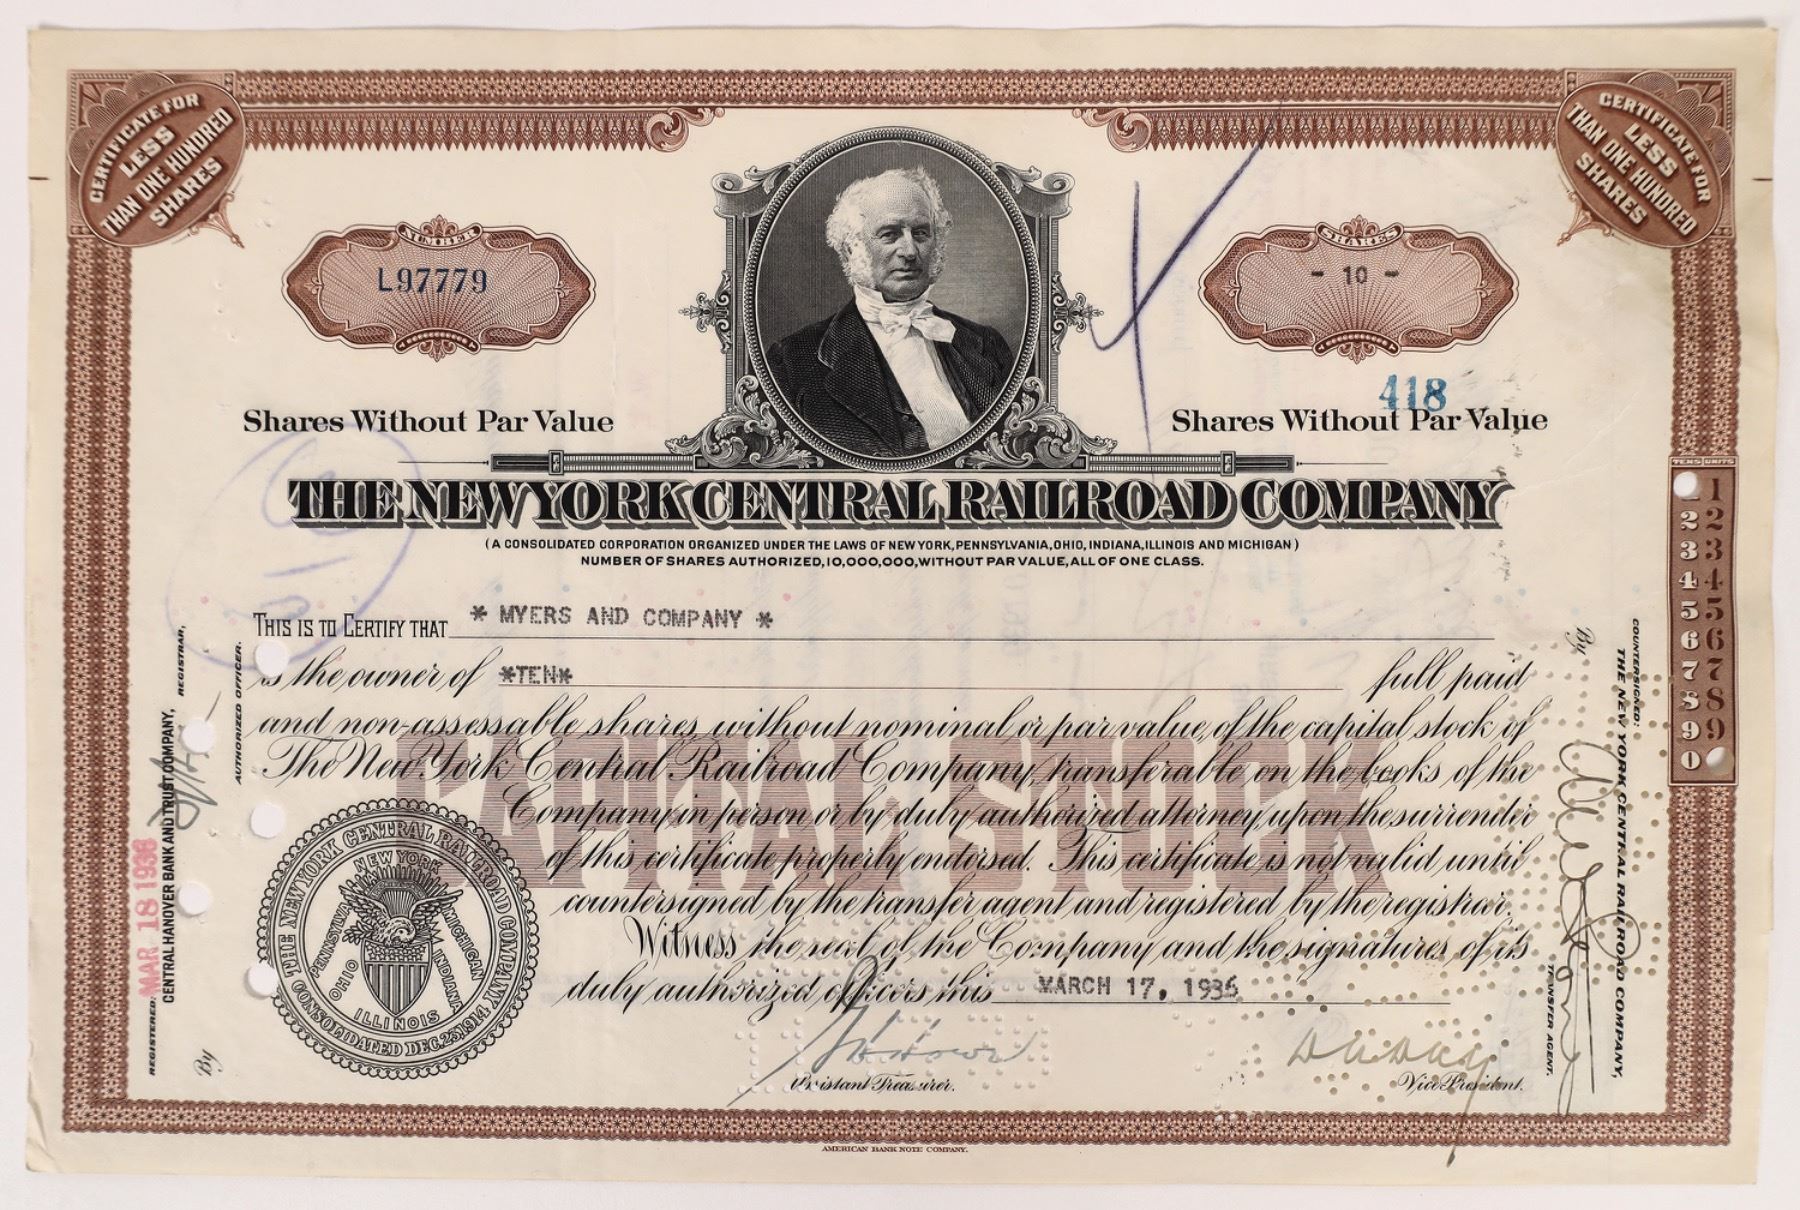 CERTIFICATE FOR
LESS
THAN ONE HUNDRED
SHARES
CERTIFICATE FOR
LESS
THAN ONE HUNDRED
SHARES
NUMBER
L97779
SHARES
- 10 -
418
Shares Without Par Value
Shares Without Par Value
THE NEW YORK CENTRAL RAILROAD COMPANY
(A CONSOLIDATED CORPORATION ORGANIZED UNDER THE LAWS OF NEW YORK, PENNSYLVANIA, OHIO, INDIANA, ILLINOIS AND MICHIGAN)
NUMBER OF SHARES AUTHORIZED, 10,000,000, WITHOUT PAR VALUE, ALL OF ONE CLASS.
THIS IS TO CERTIFY THAT * MYERS AND COMPANY *
is the owner of *TEN* full paid
and non-assessable shares, without nominal or par value, of the capital stock of
The New York Central Railroad Company, transferable on the books of the
Company in person or by duly authorized attorney upon the surrender
of this certificate properly endorsed. This certificate is not valid until
countersigned by the transfer agent and registered by the registrar.
Witness the seal of the Company and the signatures of its
duly authorized officers this MARCH 17, 1936
CAPITAL STOCK
Assistant Treasurer.
Vice President.
THE NEW YORK CENTRAL RAILROAD COMPANY
CONSOLIDATED DEC. 23, 1914
NEW YORK
PENNSYLVANIA
MICHIGAN
OHIO
INDIANA
ILLINOIS
REGISTERED: MAR 18 1936
CENTRAL HANOVER BANK AND TRUST COMPANY, REGISTRAR,
By
AUTHORIZED OFFICER.
COUNTERSIGNED:
THE NEW YORK CENTRAL RAILROAD COMPANY,
By
TRANSFER AGENT.
TENS UNITS
1
2 2
3 3
4 4
5 5
6 6
7 7
8 8
9 9
0
AMERICAN BANK NOTE COMPANY.